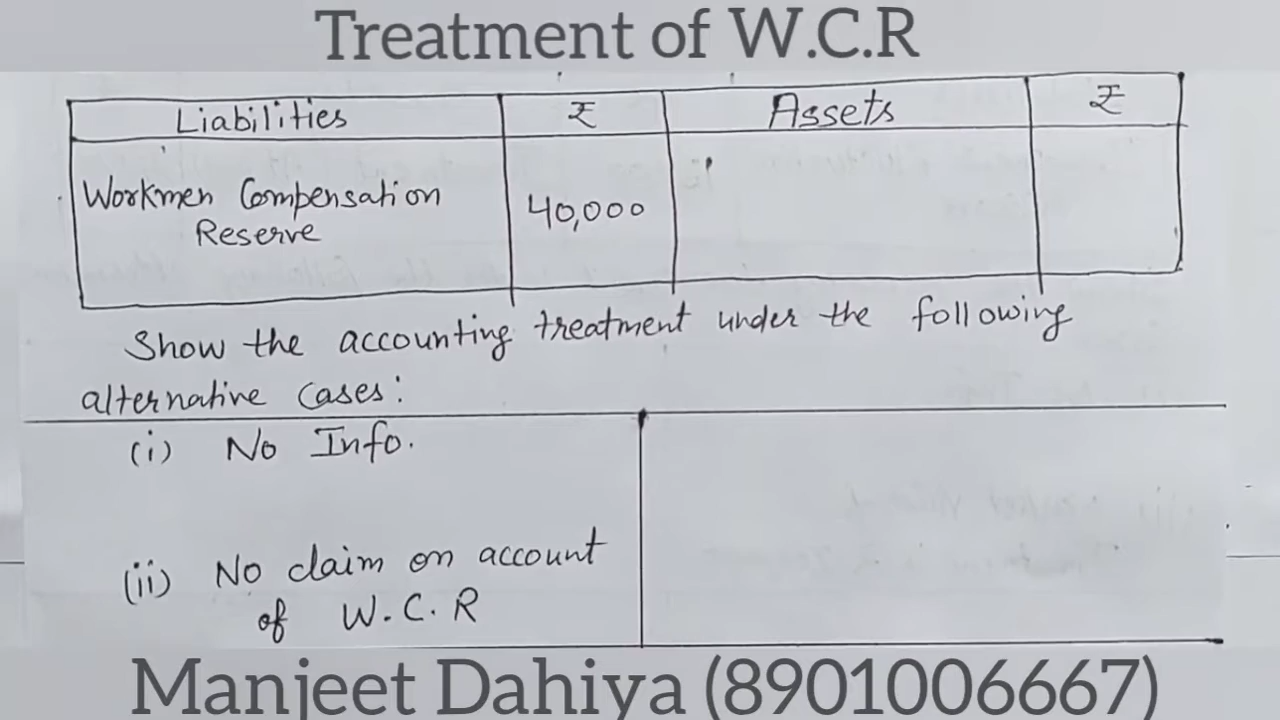 Treatment of W.C.R
Liabilities ₹ Assets ₹
Workmen Compensation
Reserve
40,000
Show the accounting treatment under the following
alternative cases:
(i) No Info.
(ii) No claim on account
of W.C.R
Manjeet Dahiya (8901006667)